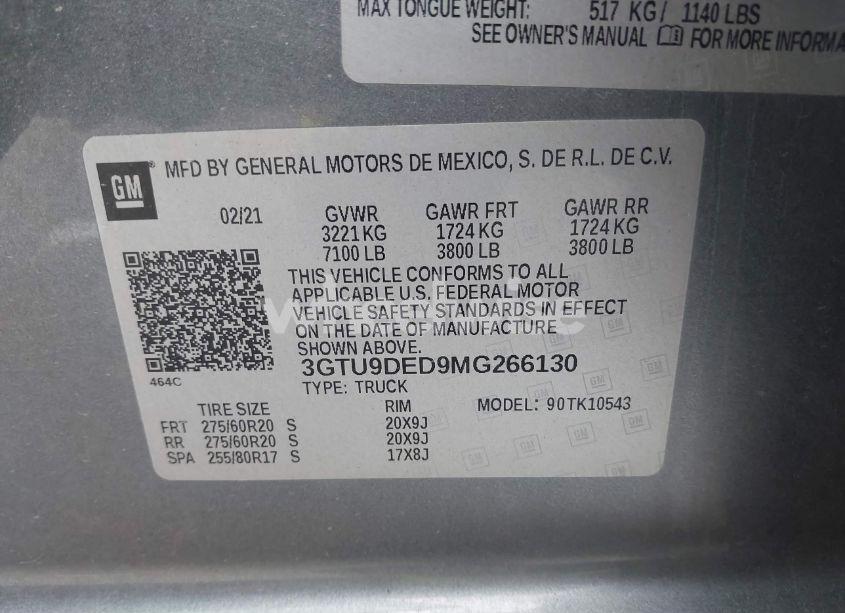 MAX TONGUE WEIGHT: 517 KG / 1140 LBS
SEE OWNER'S MANUAL FOR MORE INFORMA
GM ® MFD BY GENERAL MOTORS DE MEXICO, S. DE R.L. DE C.V.
02/21 GVWR GAWR FRT GAWR RR
3221 KG 1724 KG 1724 KG
7100 LB 3800 LB 3800 LB
THIS VEHICLE CONFORMS TO ALL
APPLICABLE U.S. FEDERAL MOTOR
VEHICLE SAFETY STANDARDS IN EFFECT
ON THE DATE OF MANUFACTURE
SHOWN ABOVE.
3GTU9DED9MG266130
464C
TYPE: TRUCK
TIRE SIZE RIM MODEL: 90TK10543
FRT 275/60R20 S 20X9J
RR 275/60R20 S 20X9J
SPA 255/80R17 S 17X8J